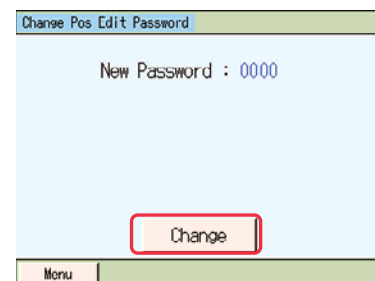 Change Pos Edit Password
New Password : 0000
Change
Menu